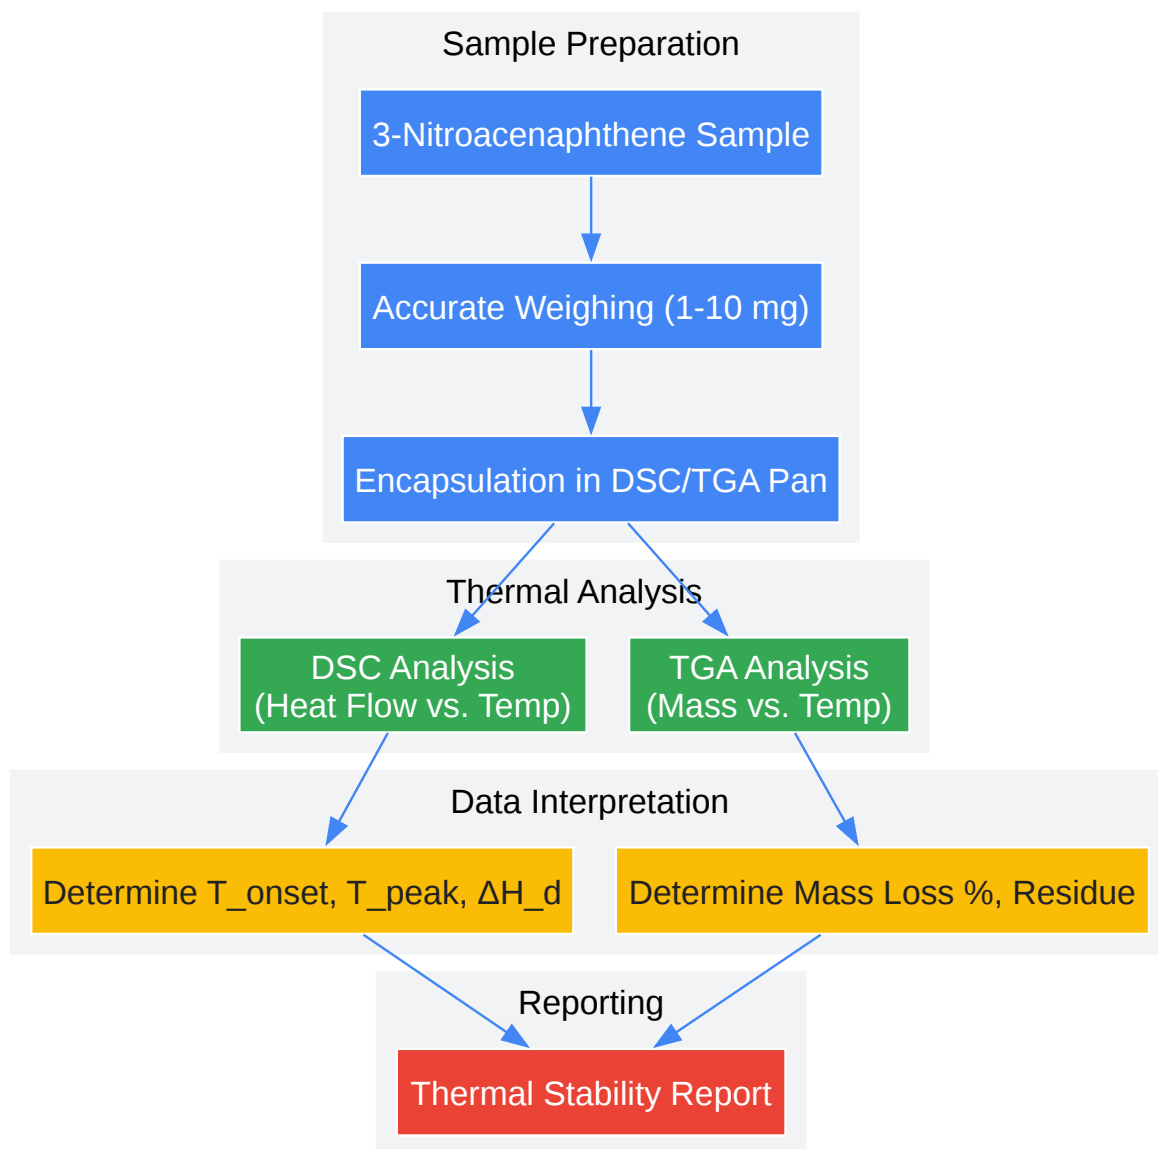 Sample Preparation
3-Nitroacenaphthene Sample
Accurate Weighing (1-10 mg)
Encapsulation in DSC/TGA Pan
Thermal Analysis
DSC Analysis
(Heat Flow vs. Temp)
TGA Analysis
(Mass vs. Temp)
Data Interpretation
Determine T_onset, T_peak, ΔH_d
Determine Mass Loss %, Residue
Reporting
Thermal Stability Report